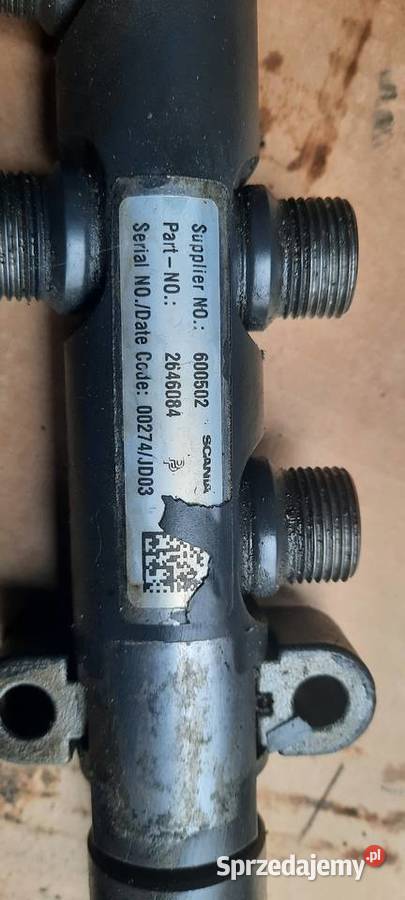 Supplier NO.: 600502 SCANIA
Part-NO.: 2646084
Serial NO./Date Code: 00274/JD03
Sprzedajemy.pl